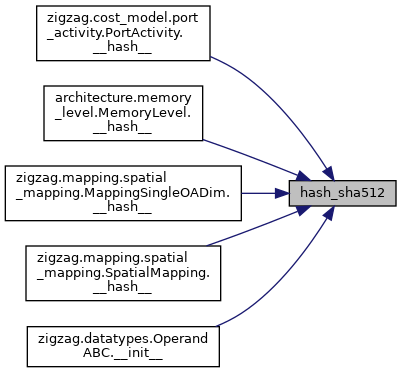 zigzag.cost_model.port
_activity.PortActivity.
__hash__
architecture.memory
_level.MemoryLevel.
__hash__
zigzag.mapping.spatial
_mapping.MappingSingleOADim.
__hash__
hash_sha512
zigzag.mapping.spatial
_mapping.SpatialMapping.
__hash__
zigzag.datatypes.Operand
ABC.__init__